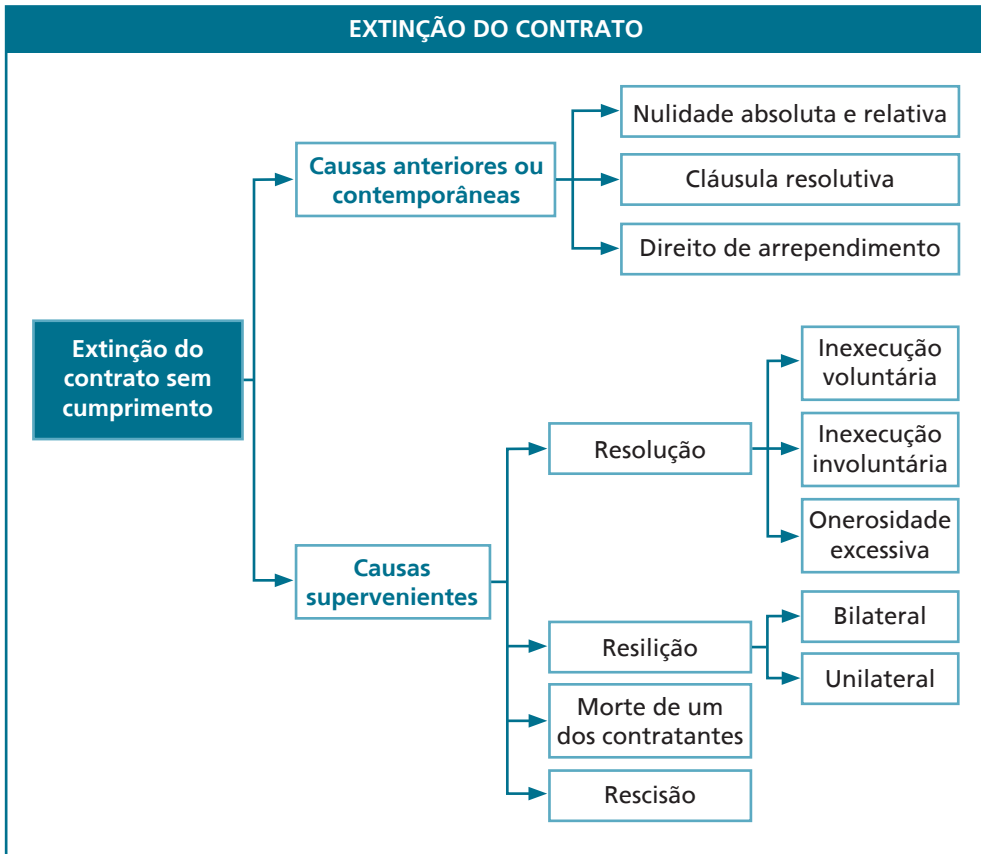 EXTINÇÃO DO CONTRATO
Nulidade absoluta e relativa
Causas anteriores ou
contemporâneas
Cláusula resolutiva
Direito de arrependimento
Extinção do
contrato sem
cumprimento
Causas
supervenientes
Resolução
Inexecução
voluntária
Inexecução
involuntária
Onerosidade
excessiva
Resilição
Bilateral
Unilateral
Morte de um
dos contratantes
Rescisão